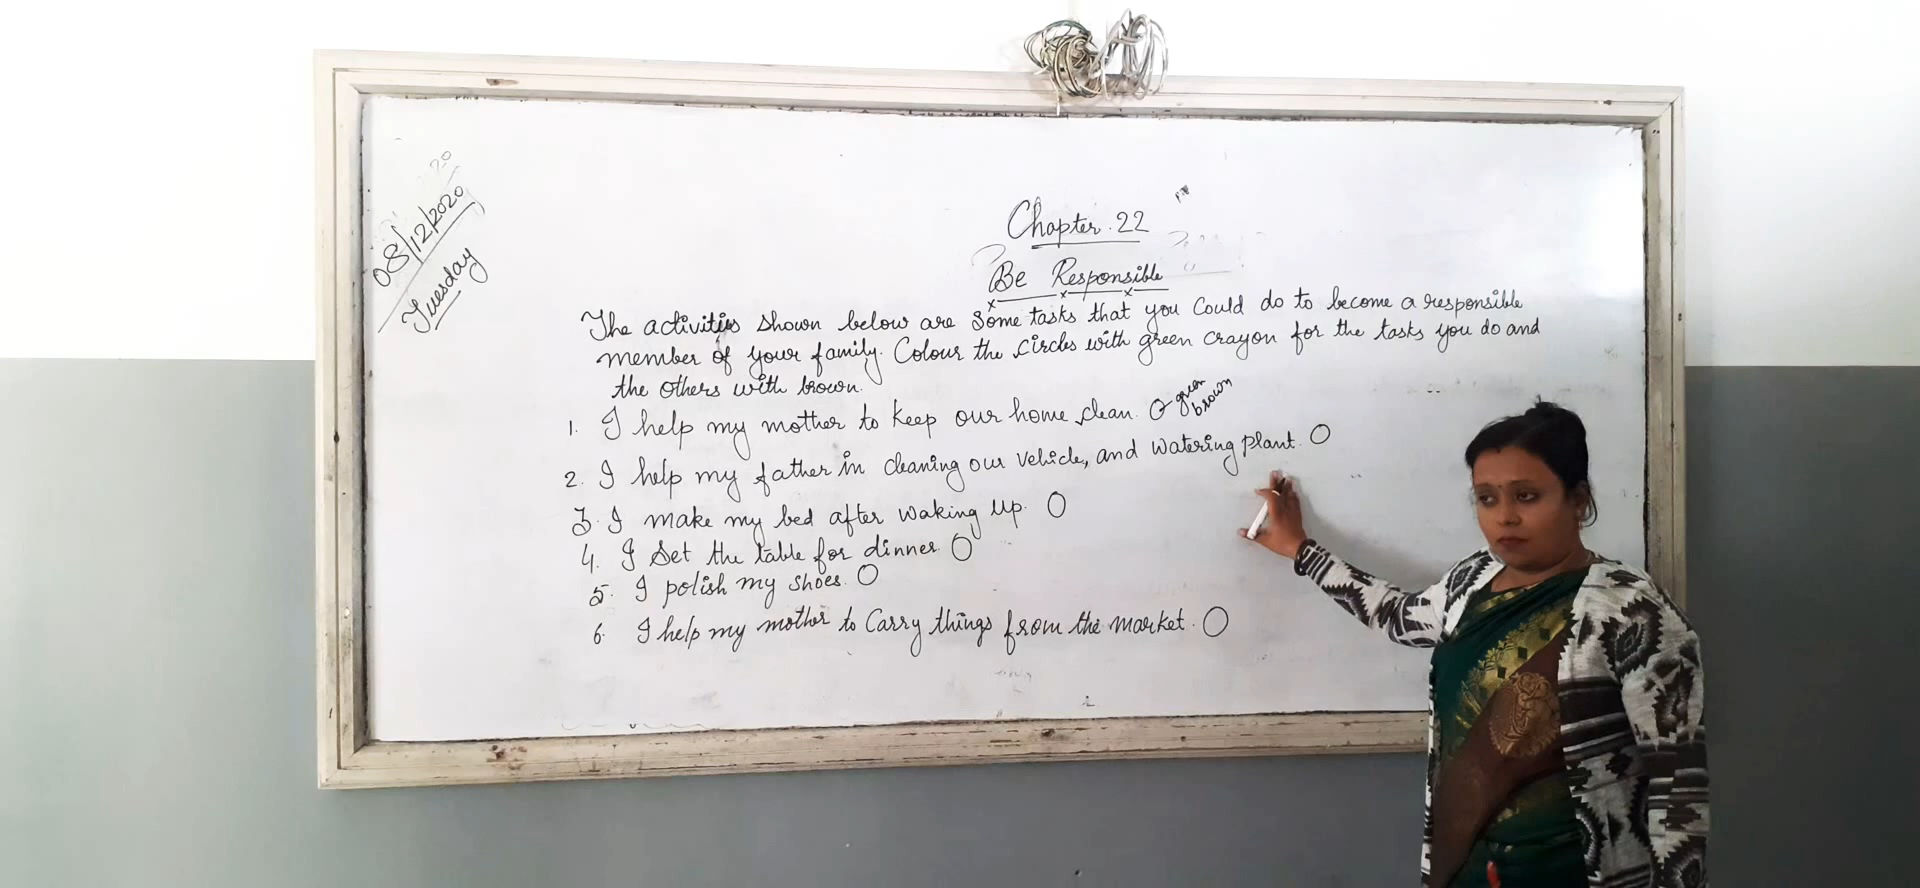 08/12/2020
Tuesday
Chapter. 22
Be Responsible
The activities shown below are some tasks that you could do to become a responsible
member of your family. Colour the circles with green crayon for the tasks you do and
the others with brown.
1. I help my mother to keep our home clean. green
brown
2. I help my father in cleaning our vehicle, and watering plant.
3. I make my bed after waking up.
4. I set the table for dinner.
5. I polish my shoes.
6. I help my mother to carry things from the market.